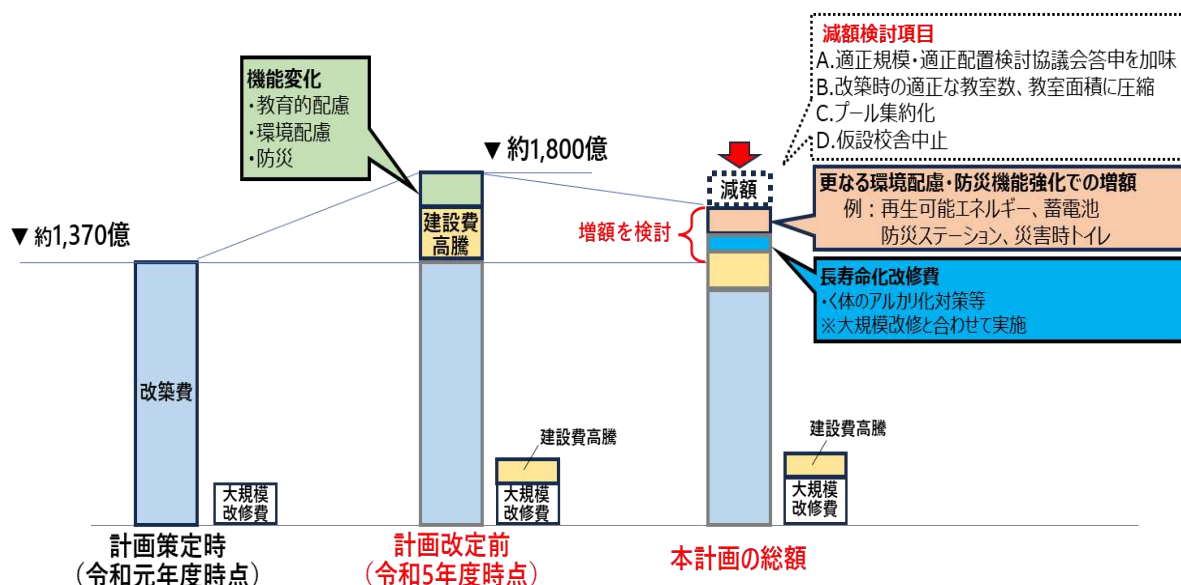 減額検討項目
A.適正規模・適正配置検討協議会答申を加味
B.改築時の適正な教室数、教室面積に圧縮
C.プール集約化
D.仮設校舎中止
機能変化
・教育的配慮
・環境配慮
・防災
▼約1,800億
減額
更なる環境配慮・防災機能強化での増額
例：再生可能エネルギー、蓄電池
防災ステーション、災害時トイレ
建設費
高騰
増額を検討
▼約1,370億
長寿命化改修費
・く体のアルカリ化対策等
※大規模改修と合わせて実施
改築費
建設費高騰
建設費高騰
大規模
改修費
大規模
改修費
大規模
改修費
計画策定時
（令和元年度時点）
計画改定前
（令和5年度時点）
本計画の総額